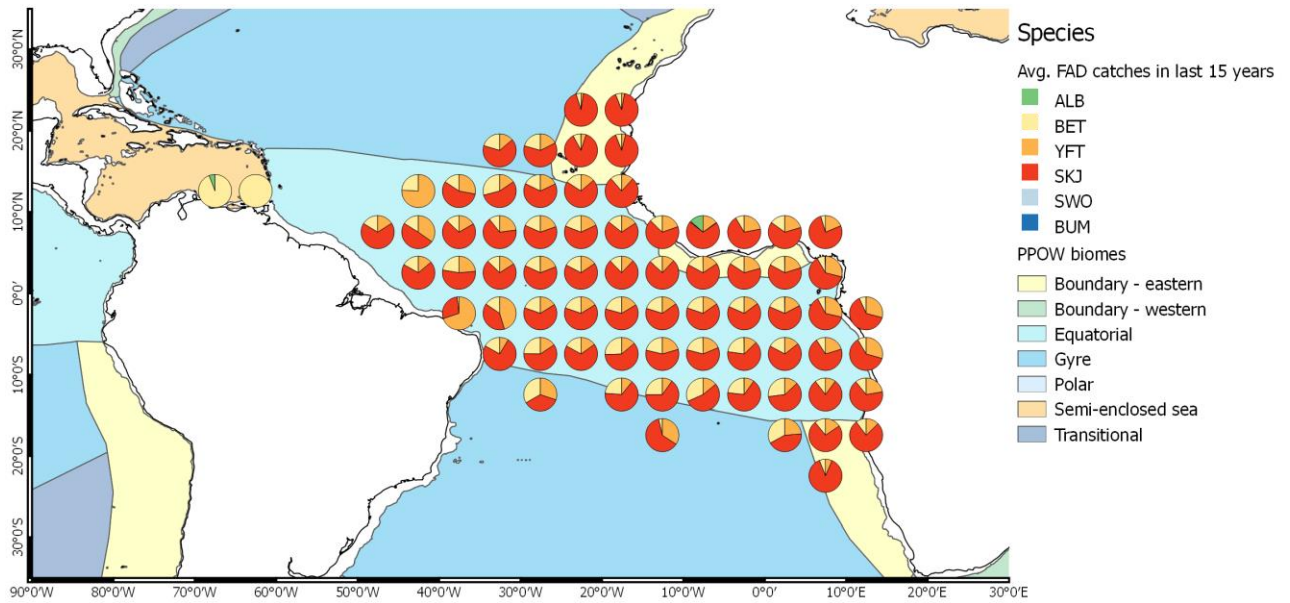 Species
Avg. FAD catches in last 15 years
ALB
BET
YFT
SKJ
SWO
BUM
PPOW biomes
Boundary - eastern
Boundary - western
Equatorial
Gyre
Polar
Semi-enclosed sea
Transitional
30°0'N
20°0'N
10°0'N
0°0'
10°0'S
20°0'S
30°0'S
90°0'W 80°0'W 70°0'W 60°0'W 50°0'W 40°0'W 30°0'W 20°0'W 10°0'W 0°0' 10°0'E 20°0'E 30°0'E